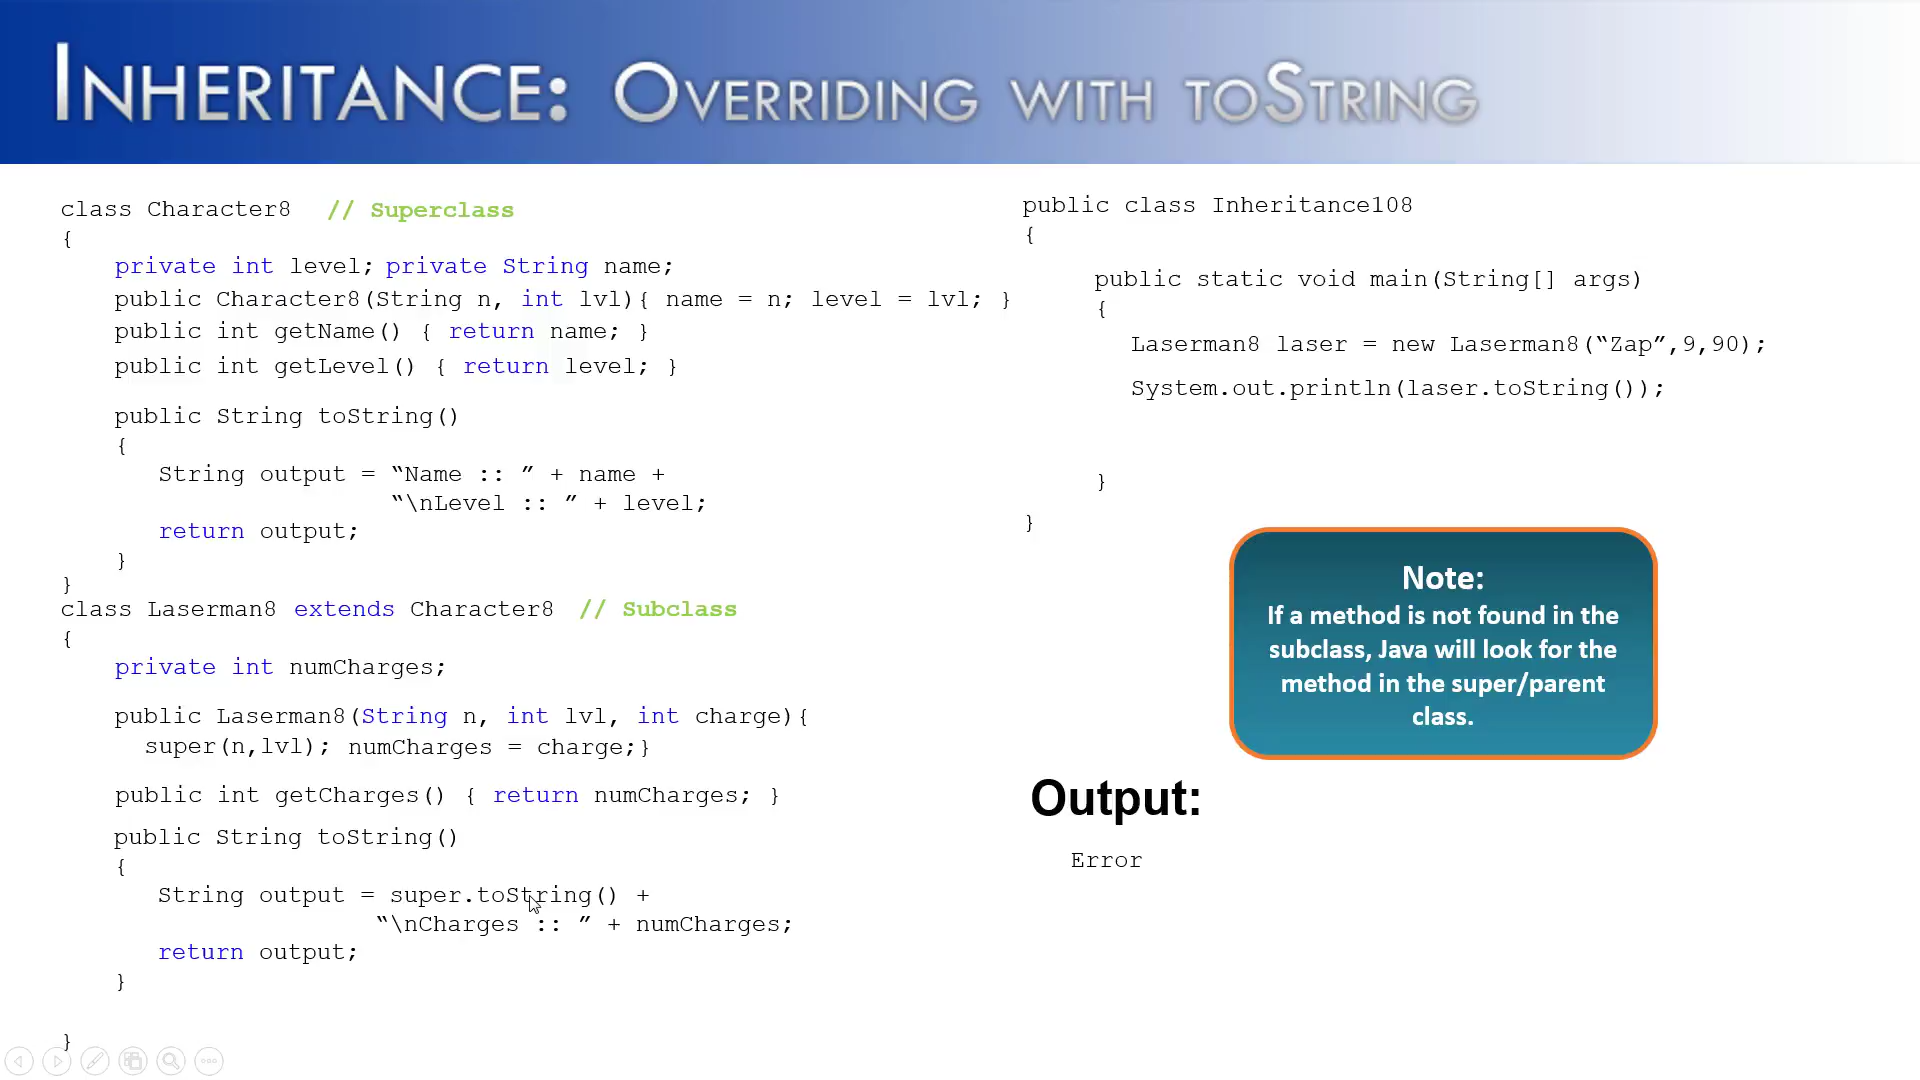 INHERITANCE: OVERRIDING WITH TOSTRING
class Character8 // Superclass
{
private int level; private String name;
public Character8(String n, int lvl){ name = n; level = lvl; }
public int getName() { return name; }
public int getLevel() { return level; }
public String toString()
{
String output = “Name :: ” + name +
“\nLevel :: ” + level;
return output;
}
}
class Laserman8 extends Character8 // Subclass
{
private int numCharges;
public Laserman8(String n, int lvl, int charge){
super(n,lvl); numCharges = charge;}
public int getCharges() { return numCharges; }
public String toString()
{
String output = super.toString() +
“\nCharges :: ” + numCharges;
return output;
}
}
public class Inheritance108
{
public static void main(String[] args)
{
Laserman8 laser = new Laserman8(“Zap”,9,90);
System.out.println(laser.toString());
}
}
Note:
If a method is not found in the
subclass, Java will look for the
method in the super/parent
class.
Output:
Error